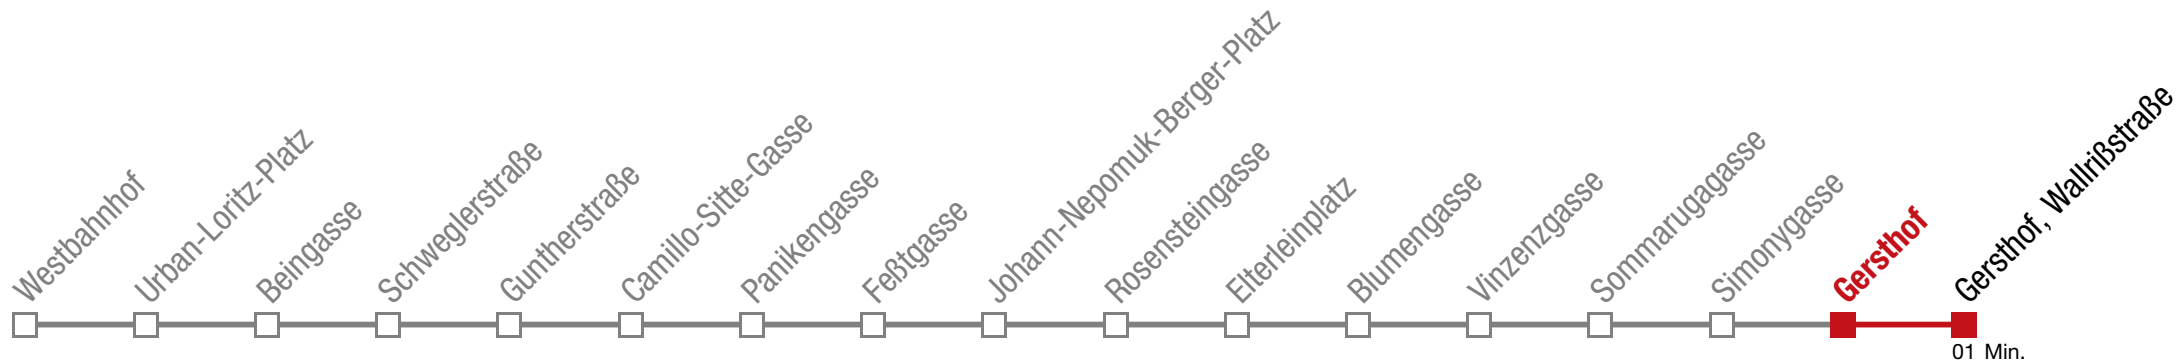 Westbahnhof
Urban-Loritz-Platz
Beingasse
Schweglerstraße
Guntherstraße
Camillo-Sitte-Gasse
Panikengasse
Feßtgasse
Johann-Nepomuk-Berger-Platz
Rosensteingasse
Elterleinplatz
Blumengasse
Vinzenzgasse
Sommarugagasse
Simonygasse
Gersthof
Gersthof, Wallrißstraße
01 Min.